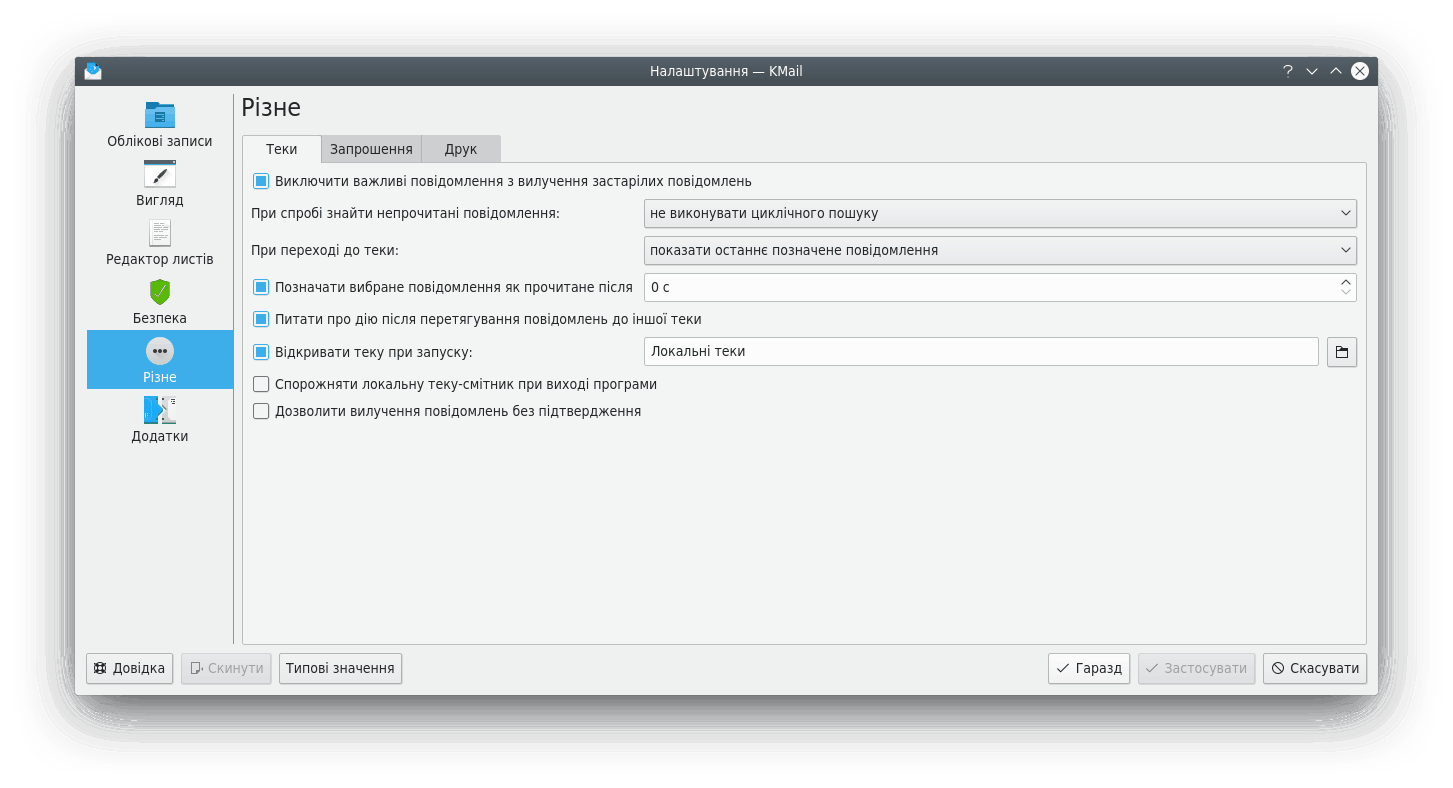 Налаштування — KMail
Облікові записи
Вигляд
Редактор листів
Безпека
Різне
Додатки
Різне
Теки Запрошення Друк
Виключити важливі повідомлення з вилучення застарілих повідомлень
При спробі знайти непрочитані повідомлення: не виконувати циклічного пошуку
При переході до теки: показати останнє позначене повідомлення
Позначати вибране повідомлення як прочитане після 0 с
Питати про дію після перетягування повідомлень до іншої теки
Відкривати теку при запуску: Локальні теки
Спорожняти локальну теку-смітник при виході програми
Дозволити вилучення повідомлень без підтвердження
Довідка Скинути Типові значення Гаразд Застосувати Скасувати